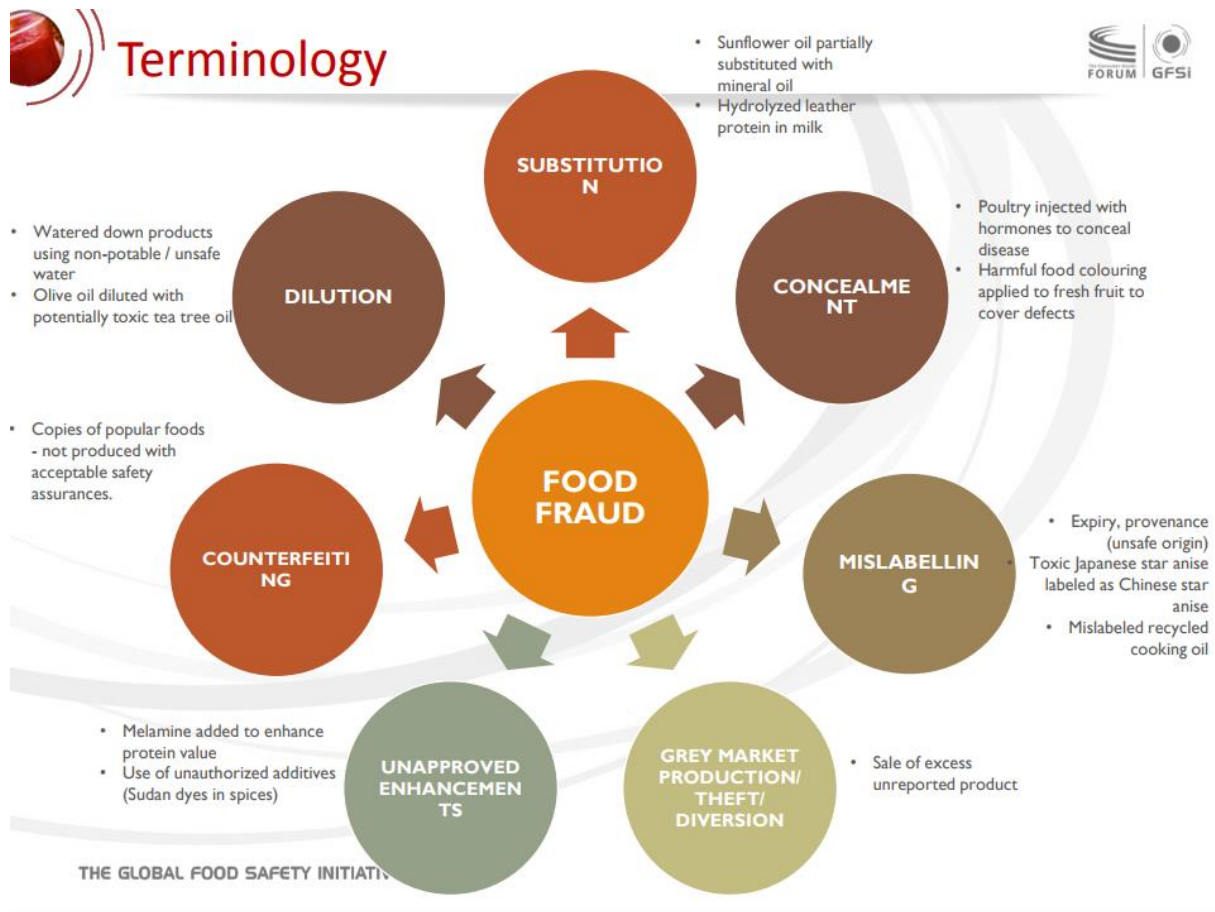 Terminology
FORUM
GFSi
• Sunflower oil partially
substituted with
mineral oil
• Hydrolyzed leather
protein in milk
SUBSTITUTIO
N
• Poultry injected with
hormones to conceal
disease
• Harmful food colouring
applied to fresh fruit to
cover defects
CONCEALME
NT
• Watered down products
using non-potable / unsafe
water
• Olive oil diluted with
potentially toxic tea tree oil
DILUTION
FOOD
FRAUD
• Copies of popular foods
- not produced with
acceptable safety
assurances.
COUNTERFEITI
NG
MISLABELLIN
G
• Expiry, provenance
(unsafe origin)
• Toxic Japanese star anise
labeled as Chinese star
anise
• Mislabeled recycled
cooking oil
• Melamine added to enhance
protein value
• Use of unauthorized additives
(Sudan dyes in spices)
UNAPPROVED
ENHANCEMEN
TS
GREY MARKET
PRODUCTION/
THEFT/
DIVERSION
• Sale of excess
unreported product
THE GLOBAL FOOD SAFETY INITIATIV